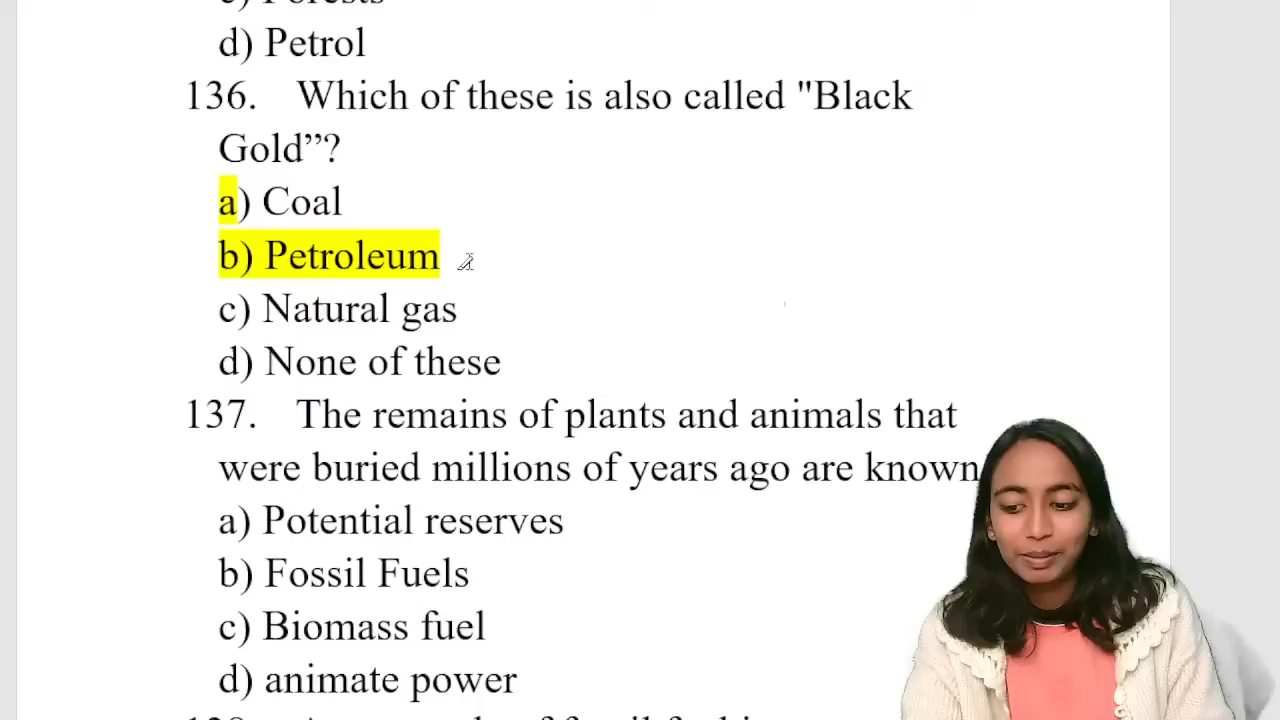 c) Forests
d) Petrol
136. Which of these is also called "Black
Gold”?
a) Coal
b) Petroleum
c) Natural gas
d) None of these
137. The remains of plants and animals that
were buried millions of years ago are known
a) Potential reserves
b) Fossil Fuels
c) Biomass fuel
d) animate power